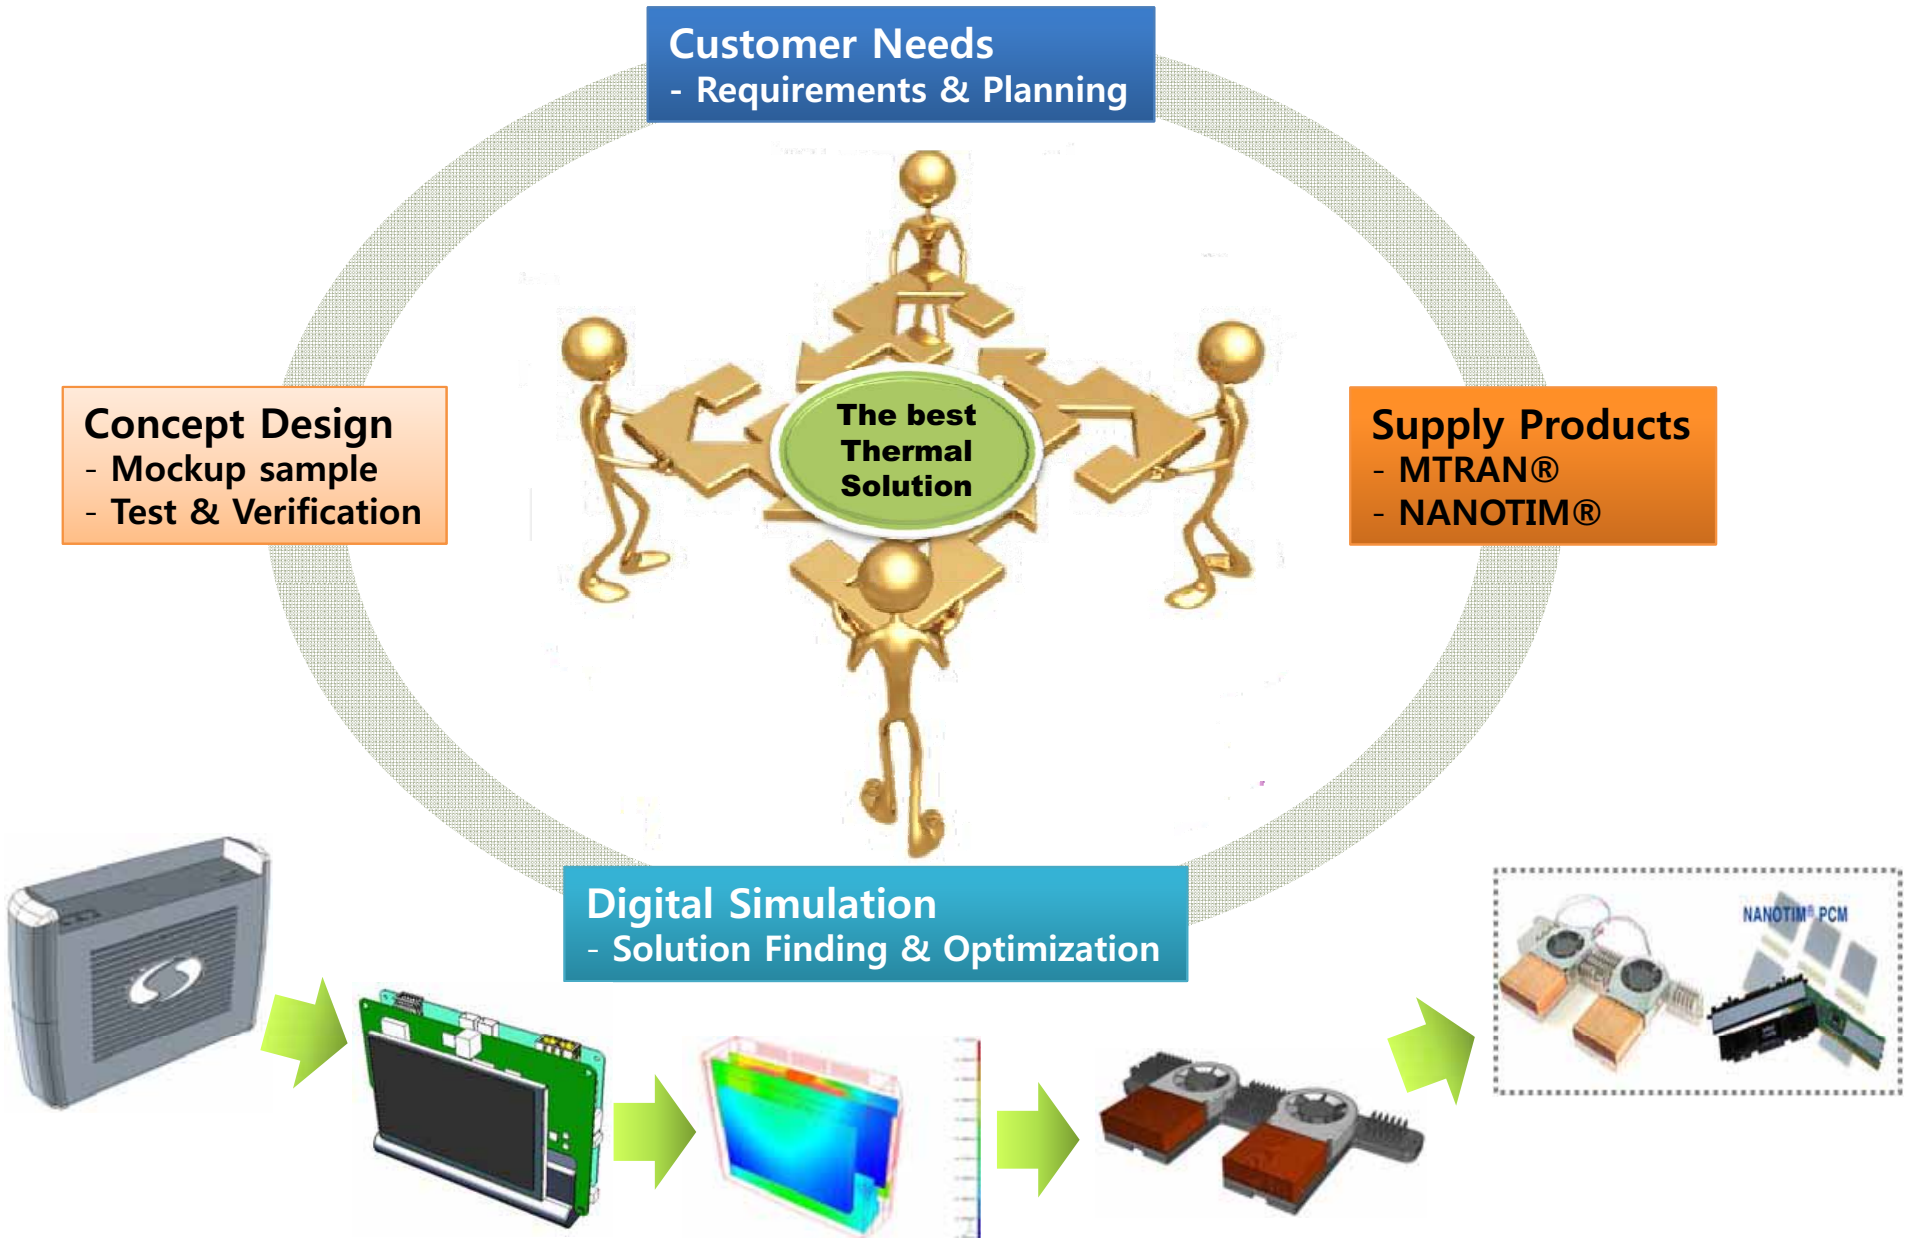 Customer Needs
- Requirements & Planning
The best
Thermal
Solution
Concept Design
- Mockup sample
- Test & Verification
Supply Products
- MTRAN®
- NANOTIM®
Digital Simulation
- Solution Finding & Optimization
NANOTIM® PCM